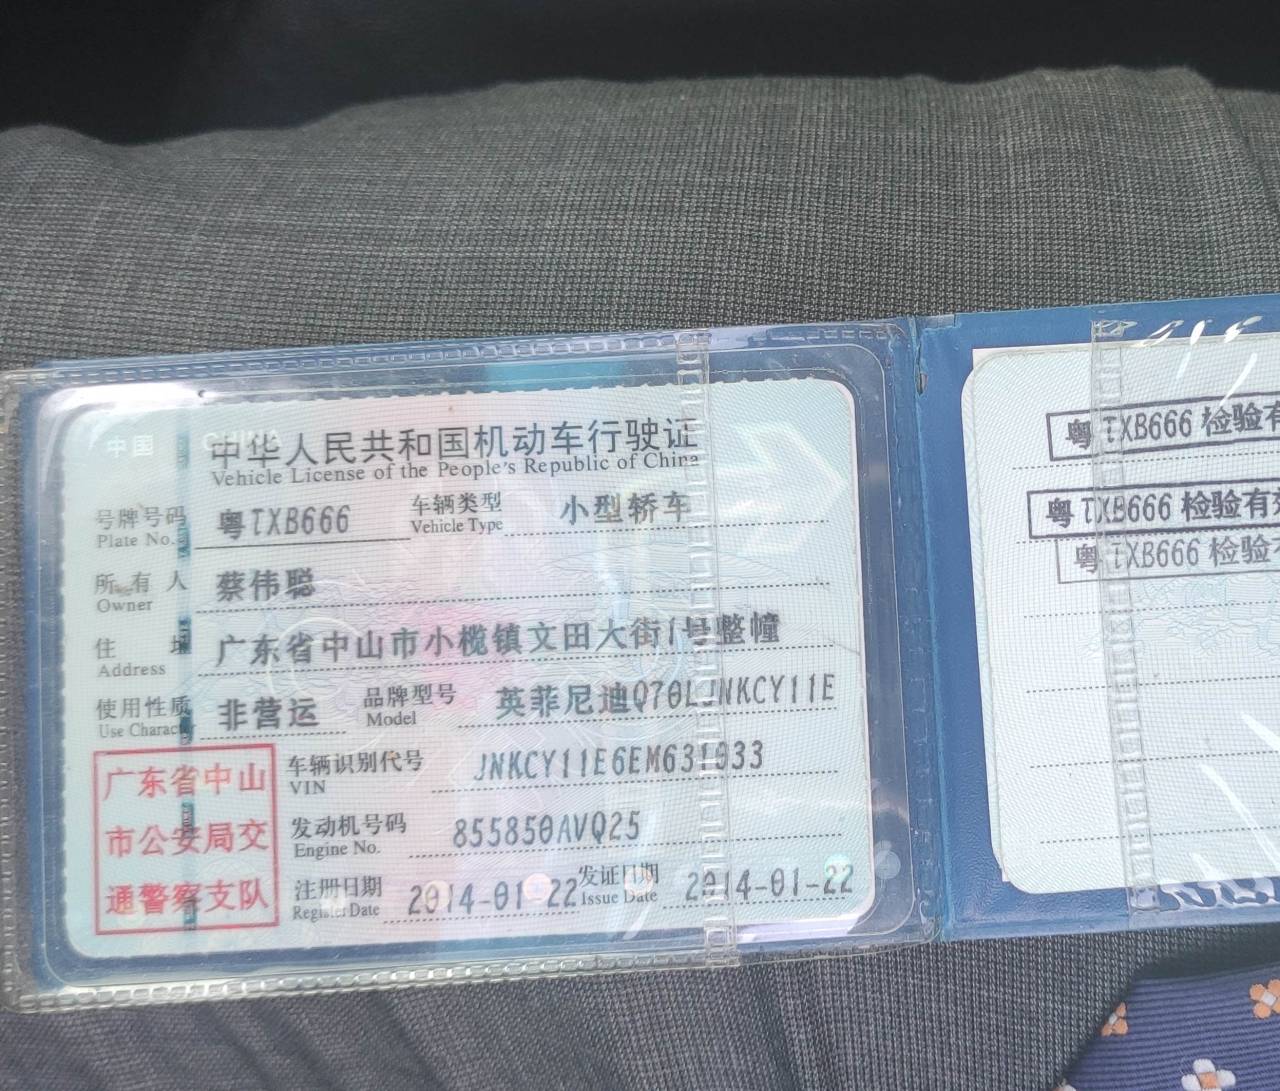 中国 CHINA
中华人民共和国机动车行驶证
Vehicle License of the People's Republic of China
号牌号码 粤TXB666 车辆类型 小型轿车
Plate No. Vehicle Type
所有人 蔡伟聪
Owner
住址 广东省中山市小榄镇文田大街1号整幢
Address
使用性质 非营运 品牌型号 英菲尼迪Q70L JNKCY11E
Use Charac Model
广东省中山
市公安局交
通警察支队
车辆识别代号 JNKCY11E6EM631933
VIN
发动机号码 855850AVQ25
Engine No.
注册日期 2014-01-22 发证日期 2014-01-22
Register Date Issue Date
粤TXB666 检验有
粤TXB666 检验有效
粤TXB666 检验